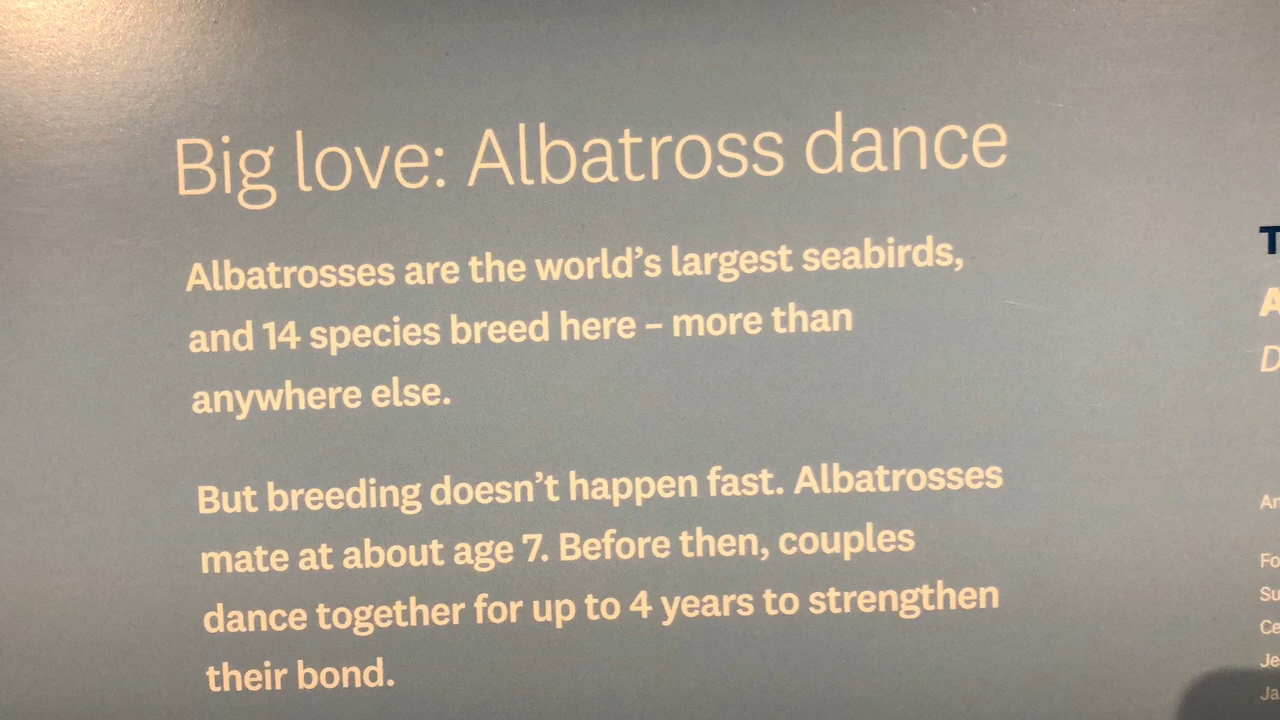 Big love: Albatross dance
Albatrosses are the world's largest seabirds,
and 14 species breed here – more than
anywhere else.
But breeding doesn't happen fast. Albatrosses
mate at about age 7. Before then, couples
dance together for up to 4 years to strengthen
their bond.